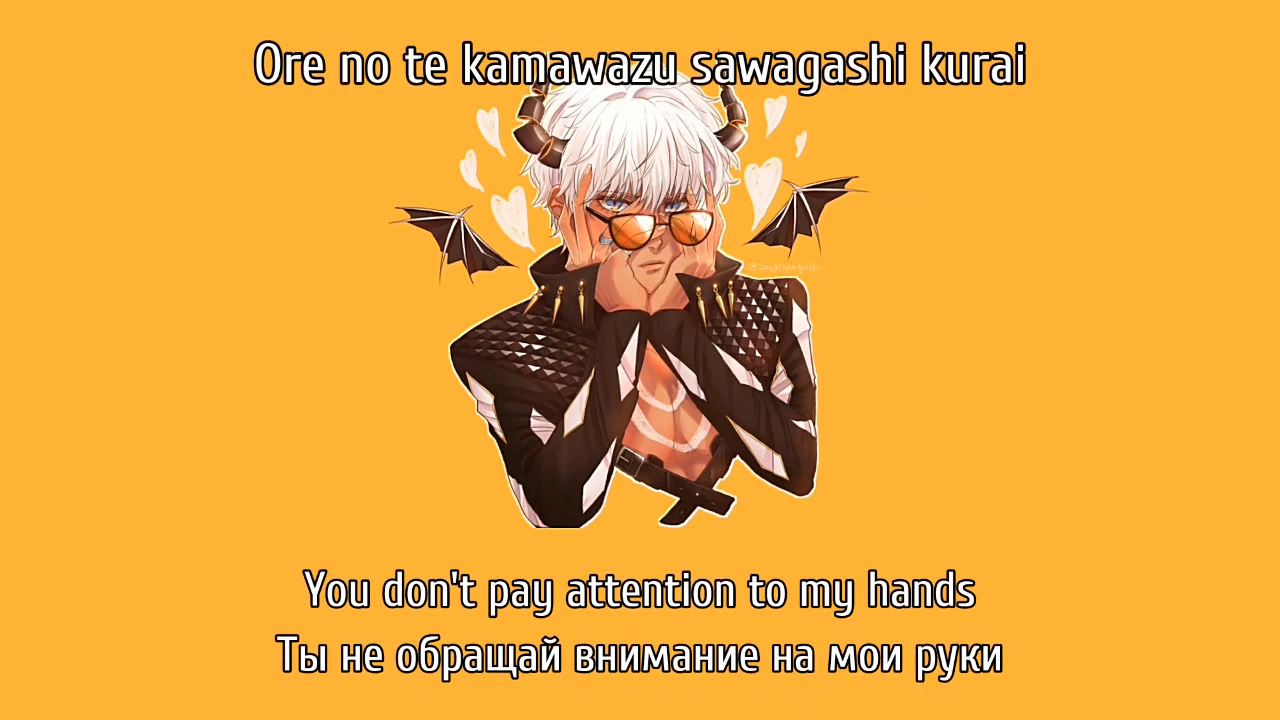 Ore no te kamawazu sawagashi kurai
You don't pay attention to my hands
Ты не обращай внимание на мои руки